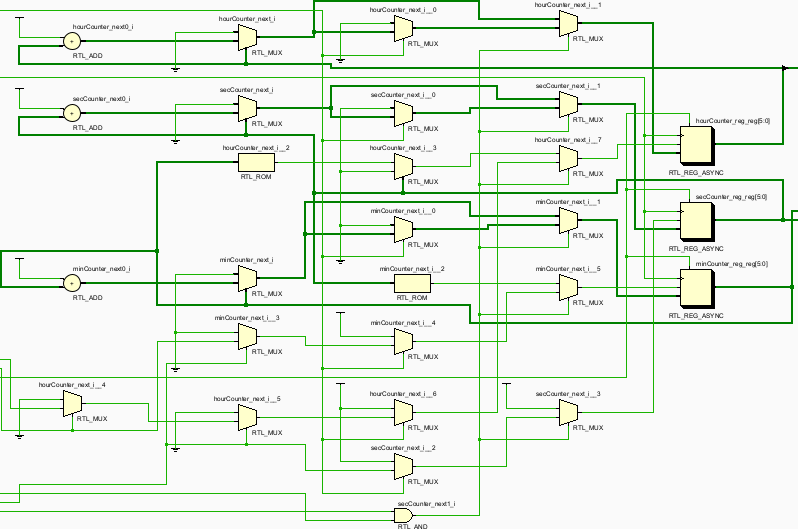 hourCounter_next0_i
RTL_ADD
hourCounter_next_i
RTL_MUX
hourCounter_next_i__0
RTL_MUX
hourCounter_next_i__1
RTL_MUX
secCounter_next0_i
RTL_ADD
secCounter_next_i
RTL_MUX
secCounter_next_i__0
RTL_MUX
secCounter_next_i__1
RTL_MUX
hourCounter_reg_reg[5:0]
RTL_REG_ASYNC
hourCounter_next_i__2
RTL_ROM
hourCounter_next_i__3
RTL_MUX
hourCounter_next_i__7
RTL_MUX
secCounter_reg_reg[5:0]
RTL_REG_ASYNC
minCounter_next_i__0
RTL_MUX
minCounter_next_i__1
RTL_MUX
minCounter_next0_i
RTL_ADD
minCounter_next_i
RTL_MUX
minCounter_next_i__2
RTL_ROM
minCounter_next_i__5
RTL_MUX
minCounter_reg_reg[5:0]
RTL_REG_ASYNC
minCounter_next_i__3
RTL_MUX
minCounter_next_i__4
RTL_MUX
hourCounter_next_i__4
RTL_MUX
hourCounter_next_i__5
RTL_MUX
hourCounter_next_i__6
RTL_MUX
secCounter_next_i__3
RTL_MUX
secCounter_next_i__2
RTL_MUX
secCounter_next1_i
RTL_AND